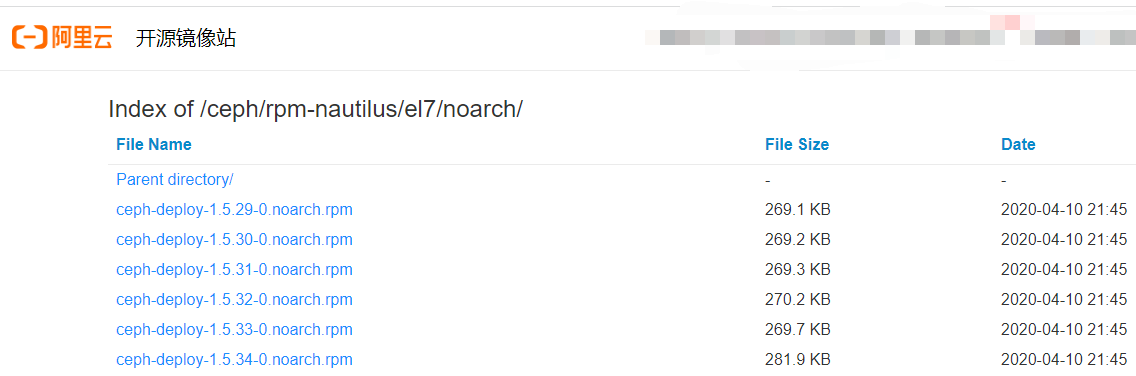 阿里云 开源镜像站
Index of /ceph/rpm-nautilus/el7/noarch/
File Name File Size Date
Parent directory/ - -
ceph-deploy-1.5.29-0.noarch.rpm 269.1 KB 2020-04-10 21:45
ceph-deploy-1.5.30-0.noarch.rpm 269.2 KB 2020-04-10 21:45
ceph-deploy-1.5.31-0.noarch.rpm 269.3 KB 2020-04-10 21:45
ceph-deploy-1.5.32-0.noarch.rpm 270.2 KB 2020-04-10 21:45
ceph-deploy-1.5.33-0.noarch.rpm 269.7 KB 2020-04-10 21:45
ceph-deploy-1.5.34-0.noarch.rpm 281.9 KB 2020-04-10 21:45